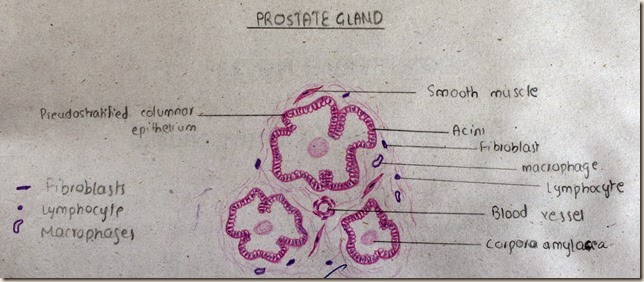 PROSTATE GLAND
Smooth muscle
Pseudostratified columnar
epithelium
Acini
Fibroblast
macrophage
Lymphocyte
Blood vessel
Corpora amylacea
Fibroblasts
Lymphocyte
Macrophages